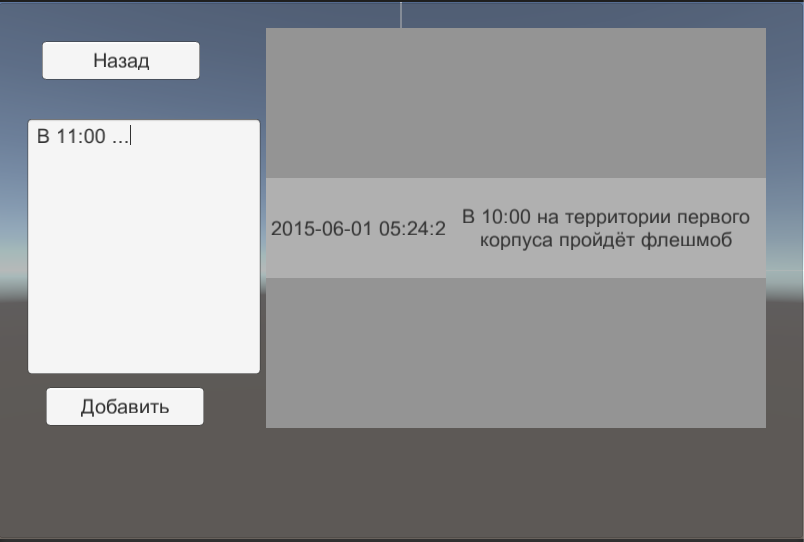 Назад
В 11:00 ...
2015-06-01 05:24:2
В 10:00 на территории первого
корпуса пройдёт флешмоб
Добавить